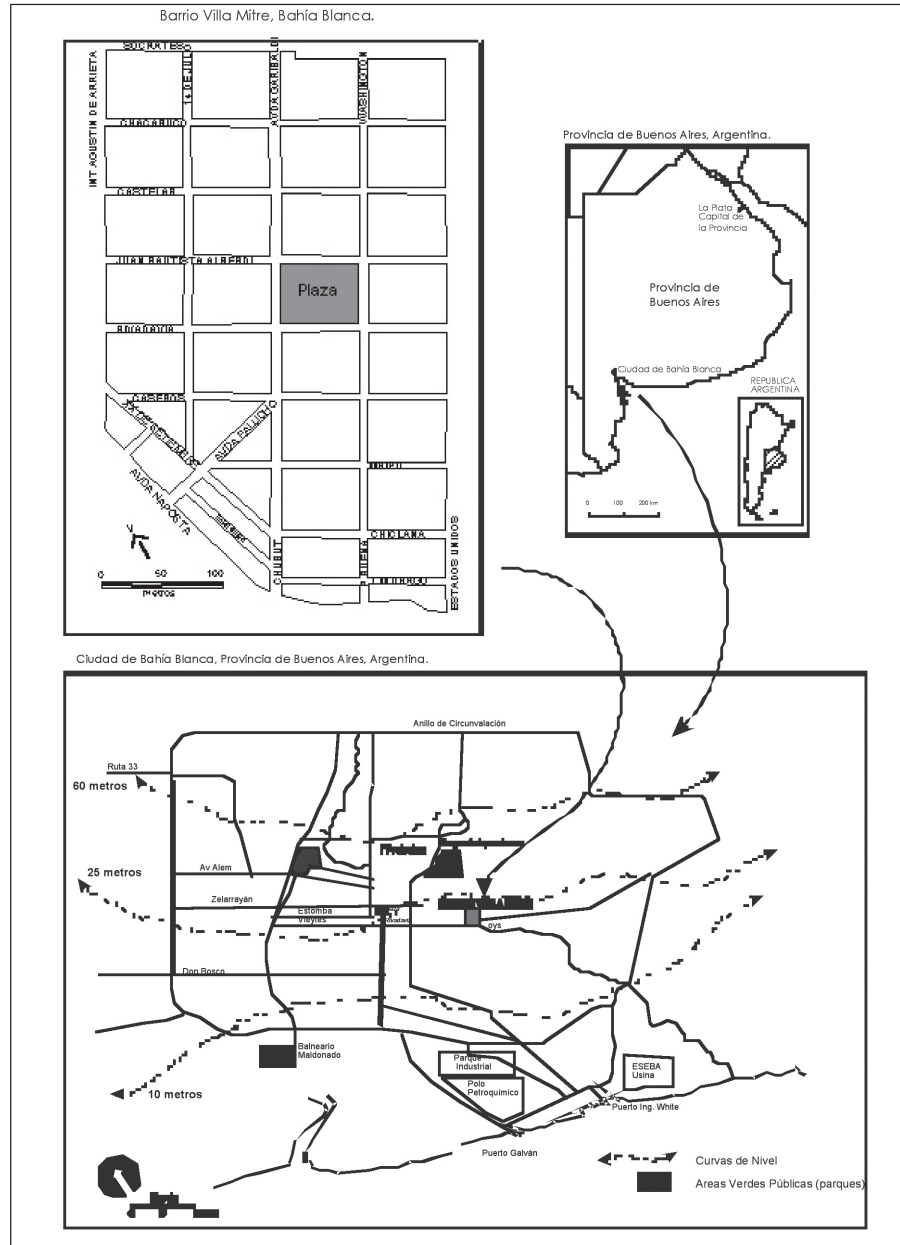 Barrio Villa Mitre, Bahía Blanca.
SOCRATES
INT AGUSTIN DE ARRIETA
14 DE JULIO
AVDA GARIBALDI
WASHINGTON
CHACABUCO
CASTELAR
JUAN BAUTISTA ALBERDI
Plaza
RIVADAVIA
CASEROS
AVDA FALUCHO
AVDA NAPOSTA
MAIPU
CHICLANA
CHUBUT
ESTADOS UNIDOS
0 50 100
metros
Provincia de Buenos Aires, Argentina.
La Plata
Capital de
la Provincia
Provincia de
Buenos Aires
Ciudad de Bahía Blanca
REPUBLICA
ARGENTINA
0 100 200 km
Ciudad de Bahía Blanca, Provincia de Buenos Aires, Argentina.
Anillo de Circunvalación
Ruta 33
60 metros
25 metros
Av Alem
Zelarrayán
Estomba
Vieytes
oys
Don Bosco
Balneario
Maldonado
10 metros
Parque
Industrial
Polo
Petroquímico
ESEBA
Usina
Puerto Ing. White
Puerto Galván
Curvas de Nivel
Areas Verdes Públicas (parques)